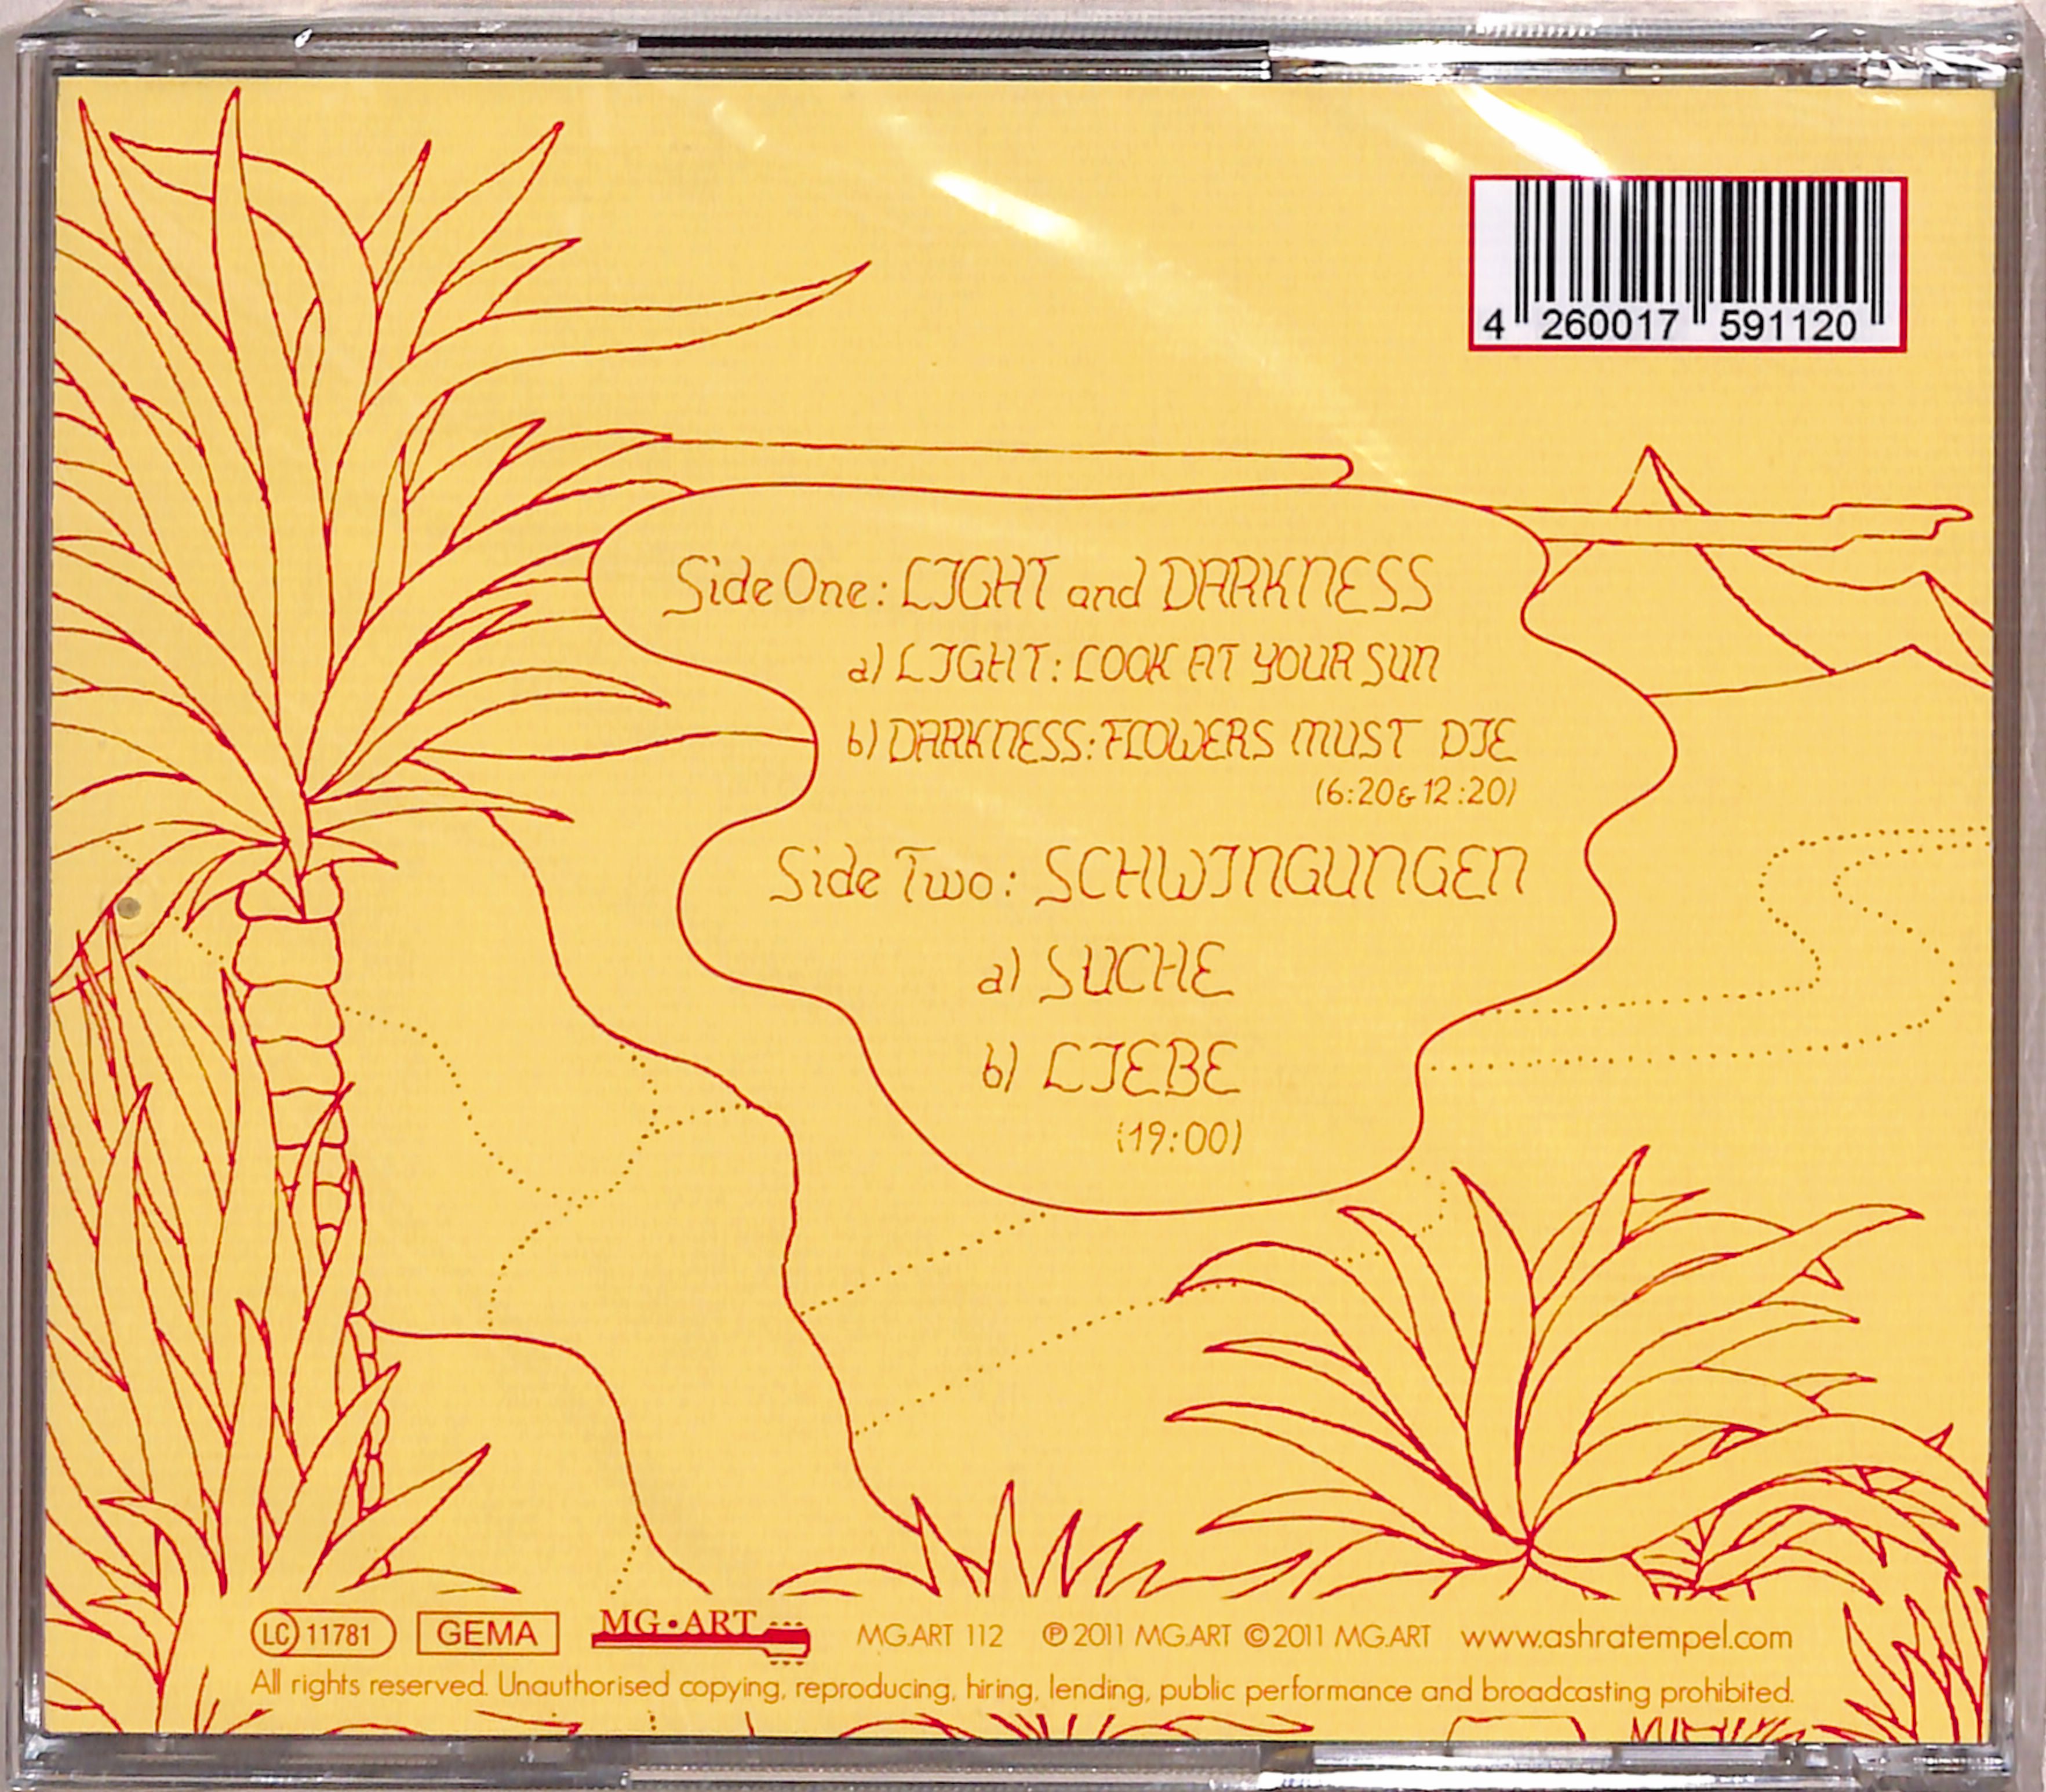 4 260017 591120
Side One: LIGHT and DARKNESS
a) LIGHT: LOOK AT YOUR SUN
b) DARKNESS: FLOWERS MUST DIE
(6:20 & 12:20)
Side Two: SCHWINGUNGEN
a) SUCHE
b) LIEBE
(19:00)
LC 11781 GEMA MG•ART MG.ART 112 ℗ 2011 MG.ART © 2011 MG.ART www.ashratempel.com
All rights reserved. Unauthorised copying, reproducing, hiring, lending, public performance and broadcasting prohibited.